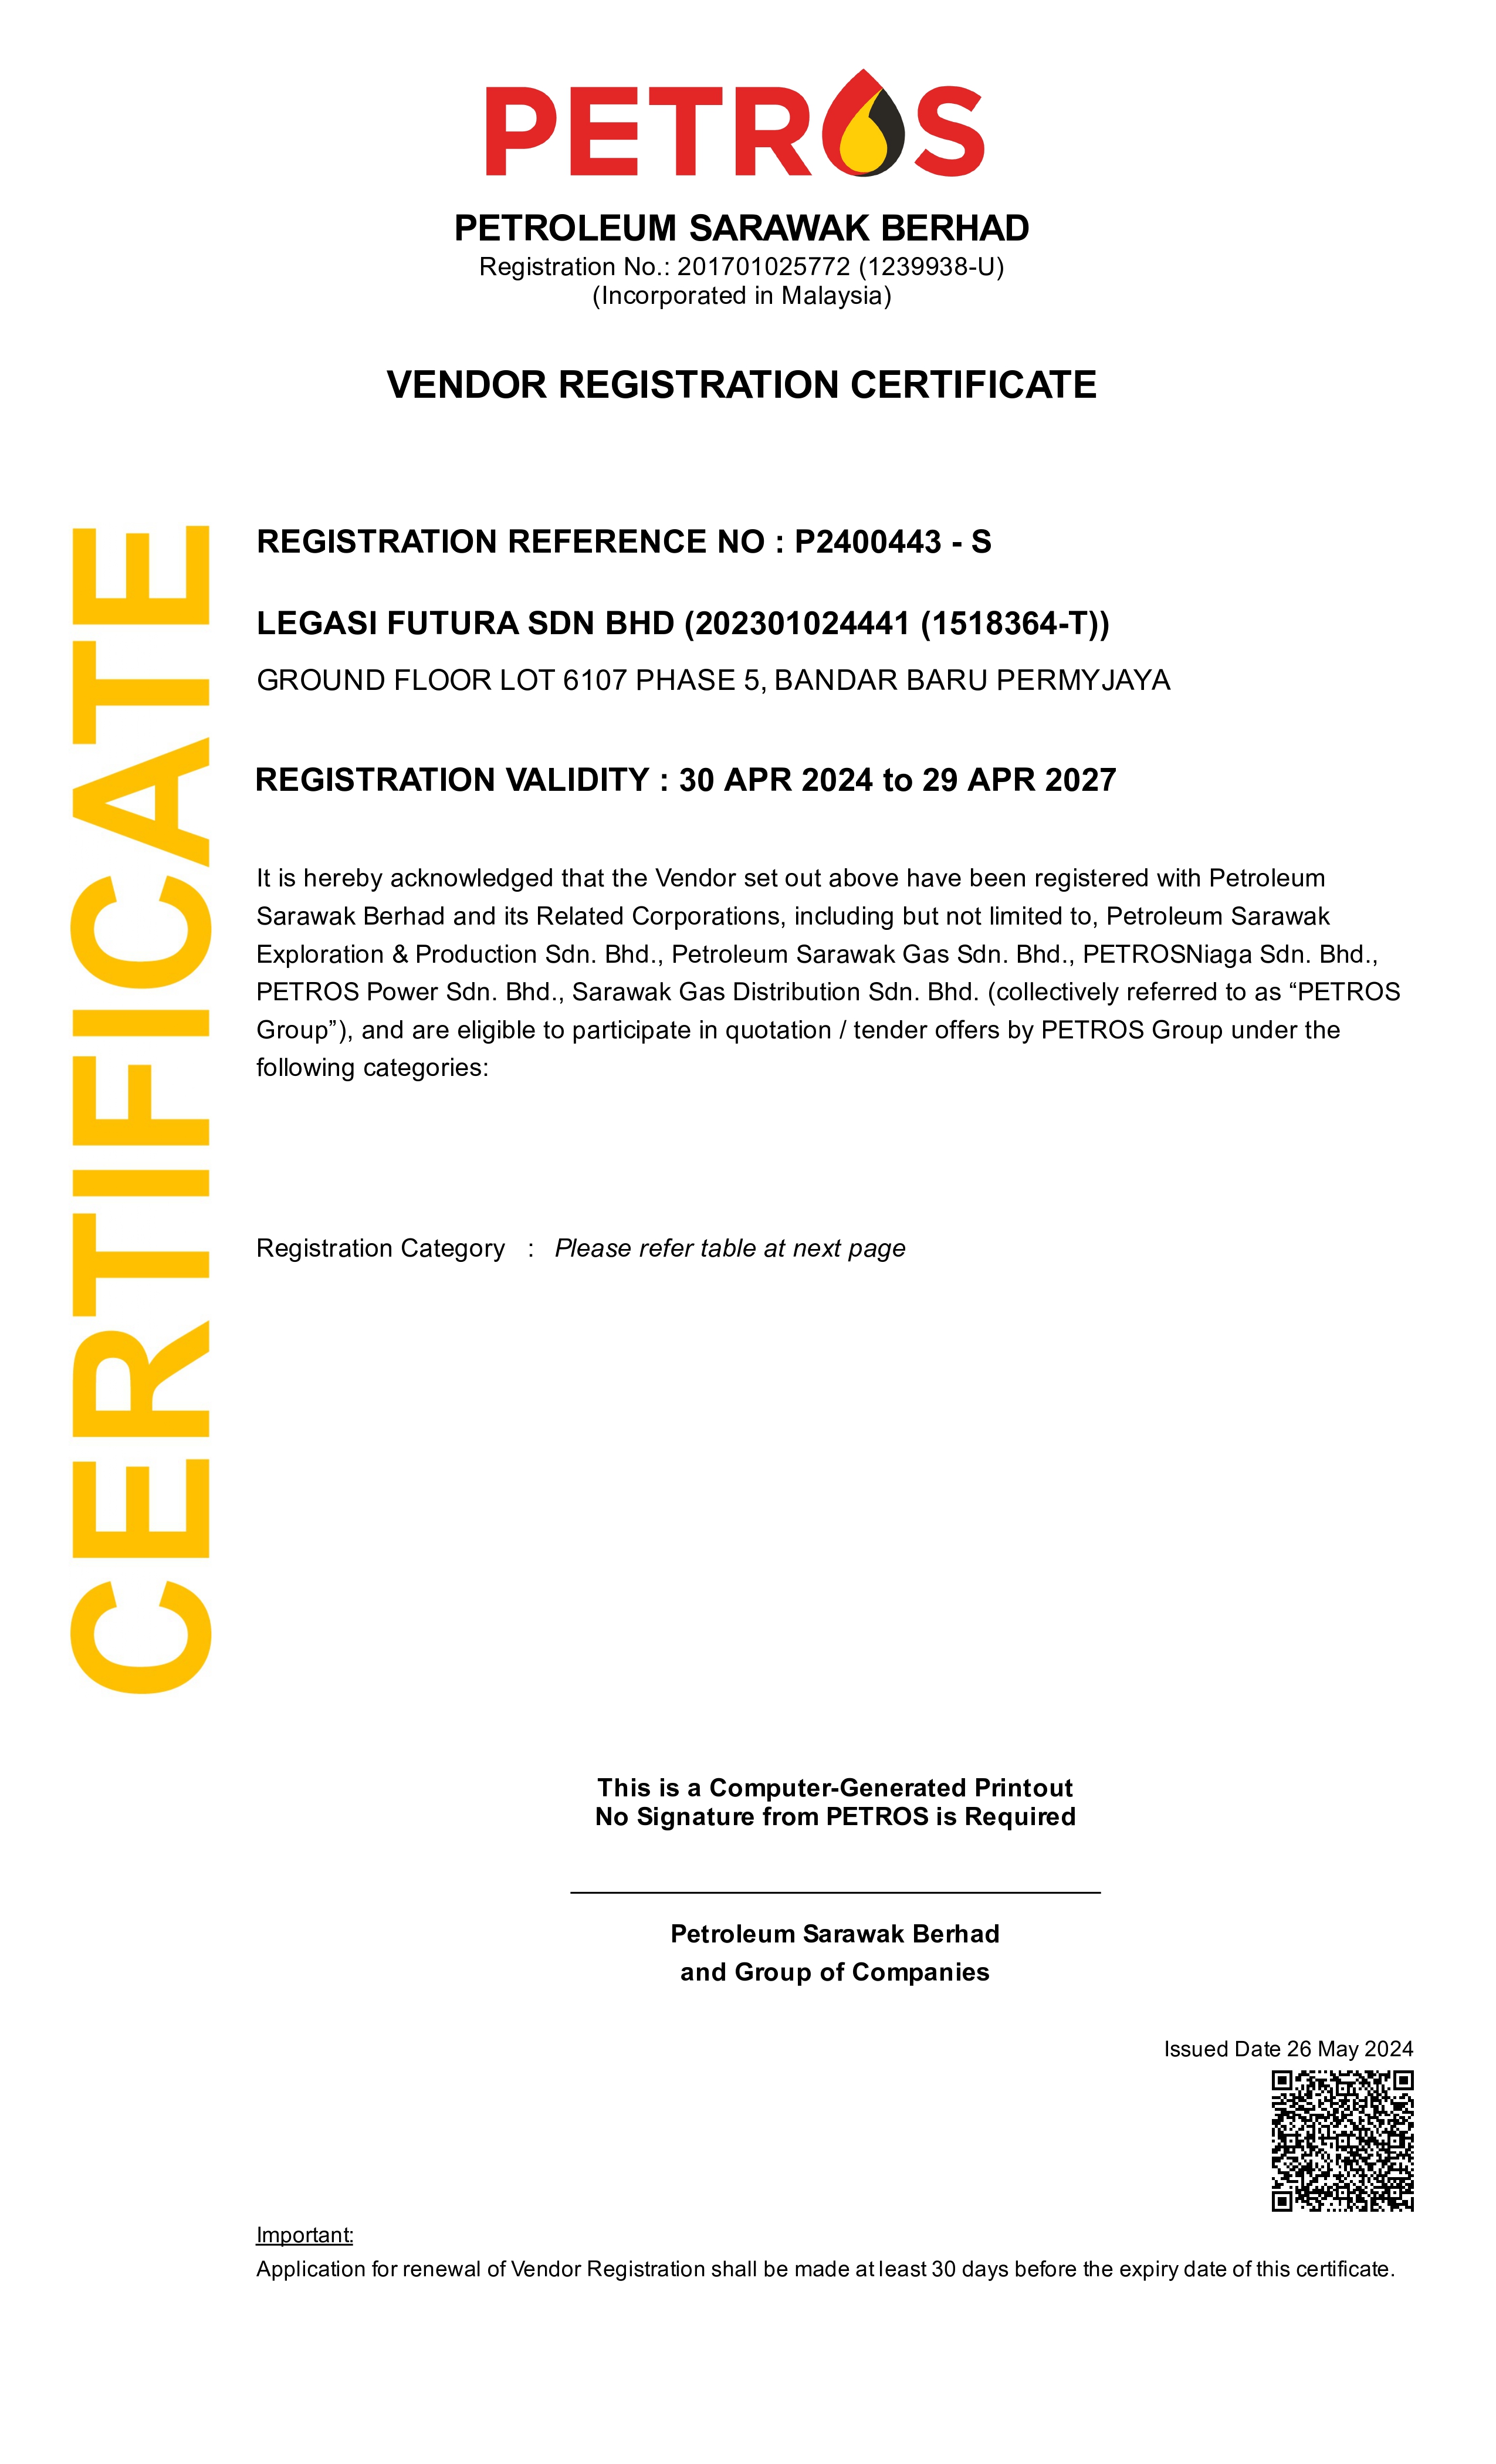 PETROS
PETROLEUM SARAWAK BERHAD
Registration No.: 201701025772 (1239938-U)
(Incorporated in Malaysia)
VENDOR REGISTRATION CERTIFICATE
CERTIFICATE
REGISTRATION REFERENCE NO : P2400443 - S
LEGASI FUTURA SDN BHD (202301024441 (1518364-T))
GROUND FLOOR LOT 6107 PHASE 5, BANDAR BARU PERMYJAYA
REGISTRATION VALIDITY : 30 APR 2024 to 29 APR 2027
It is hereby acknowledged that the Vendor set out above have been registered with Petroleum
Sarawak Berhad and its Related Corporations, including but not limited to, Petroleum Sarawak
Exploration & Production Sdn. Bhd., Petroleum Sarawak Gas Sdn. Bhd., PETROSNiaga Sdn. Bhd.,
PETROS Power Sdn. Bhd., Sarawak Gas Distribution Sdn. Bhd. (collectively referred to as “PETROS
Group”), and are eligible to participate in quotation / tender offers by PETROS Group under the
following categories:
Registration Category : Please refer table at next page
This is a Computer-Generated Printout
No Signature from PETROS is Required
Petroleum Sarawak Berhad
and Group of Companies
Issued Date 26 May 2024
Important:
Application for renewal of Vendor Registration shall be made at least 30 days before the expiry date of this certificate.